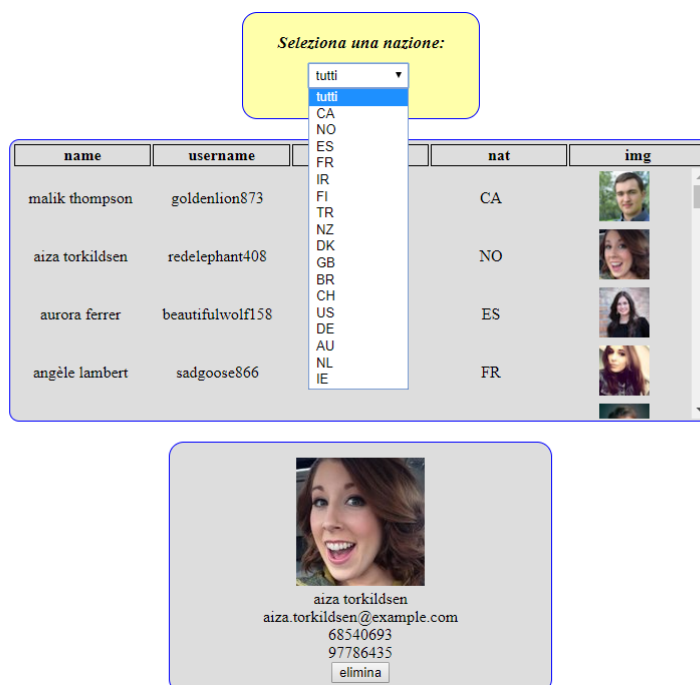 Seleziona una nazione:
tutti
tutti
CA
NO
ES
FR
IR
FI
TR
NZ
DK
GB
BR
CH
US
DE
AU
NL
IE
name username nat img
malik thompson goldenlion873 CA
aiza torkildsen redelephant408 NO
aurora ferrer beautifulwolf158 ES
angèle lambert sadgoose866 FR
aiza torkildsen
aiza.torkildsen@example.com
68540693
97786435
elimina